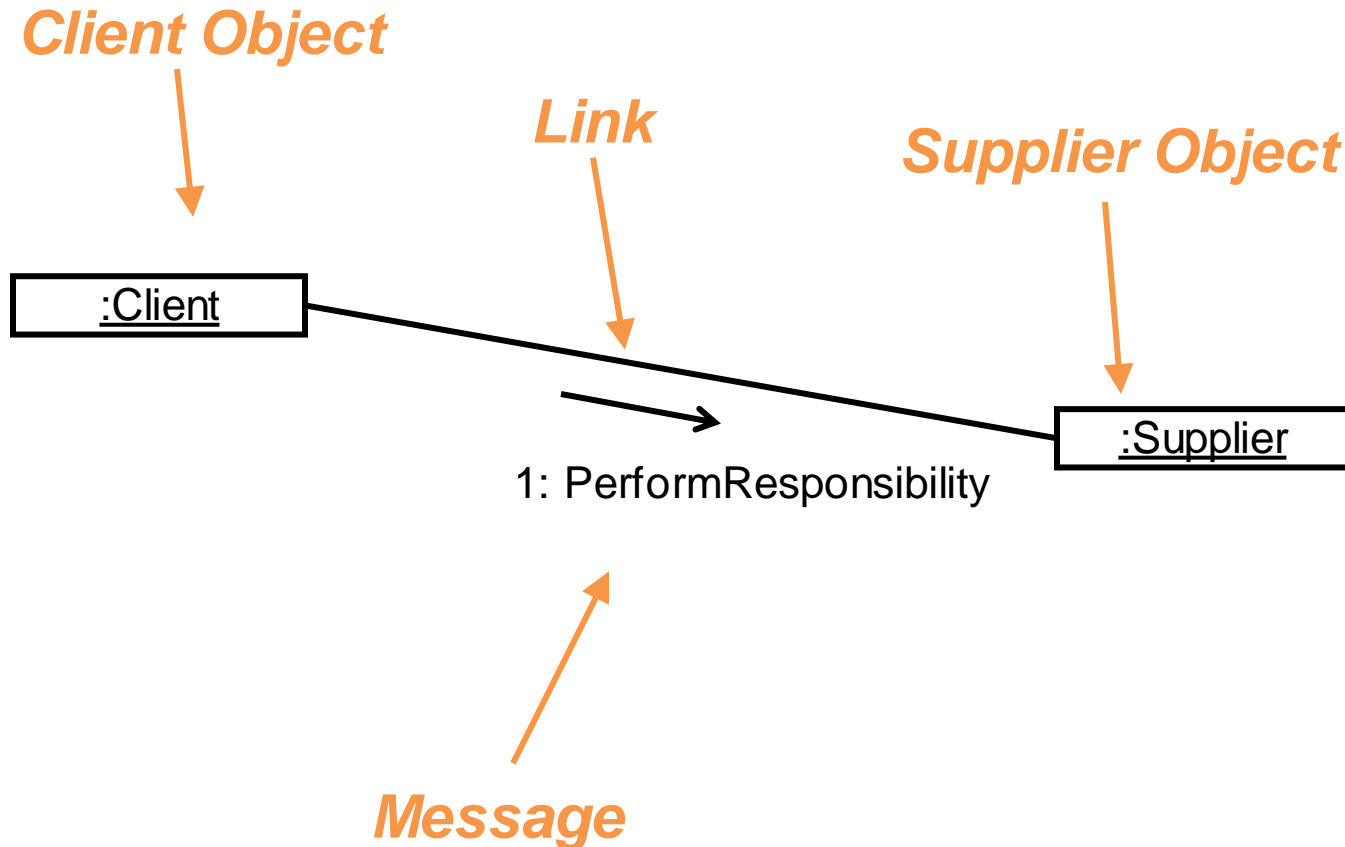 Client Object
Link
Supplier Object
:Client
:Supplier
1: PerformResponsibility
Message